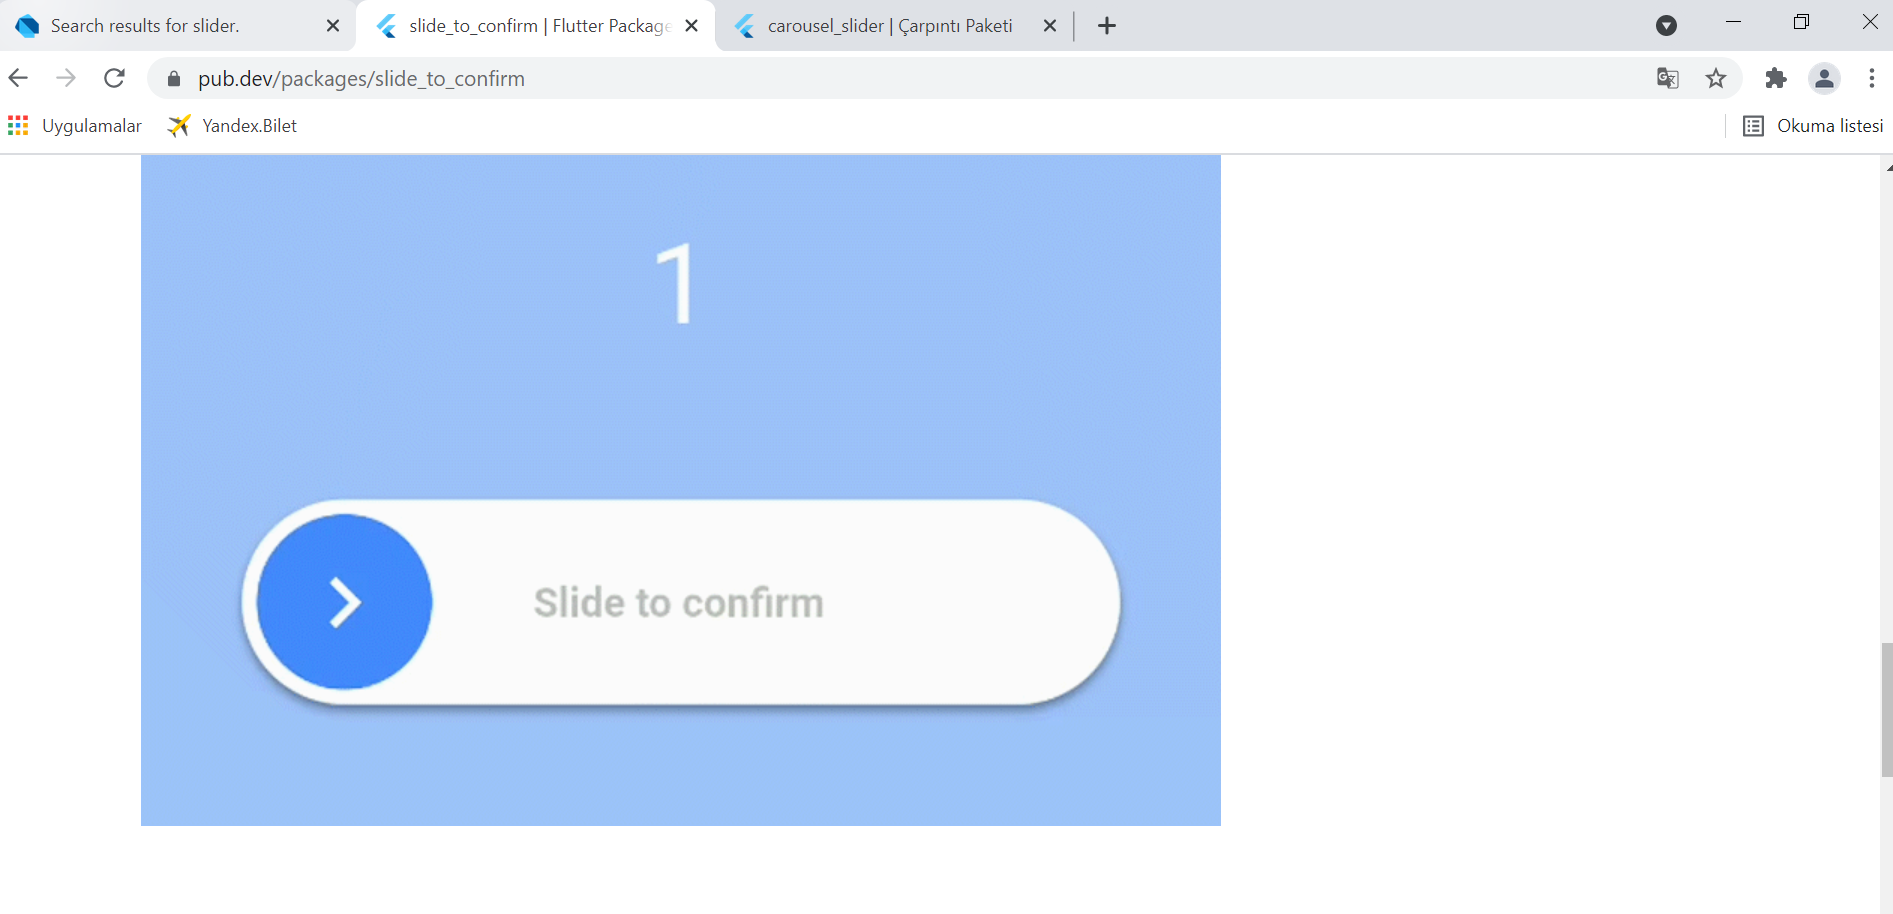 Search results for slider.
slide_to_confirm | Flutter Package
carousel_slider | Çarpıntı Paketi
pub.dev/packages/slide_to_confirm
Uygulamalar
Yandex.Bilet
Okuma listesi
1
Slide to confirm